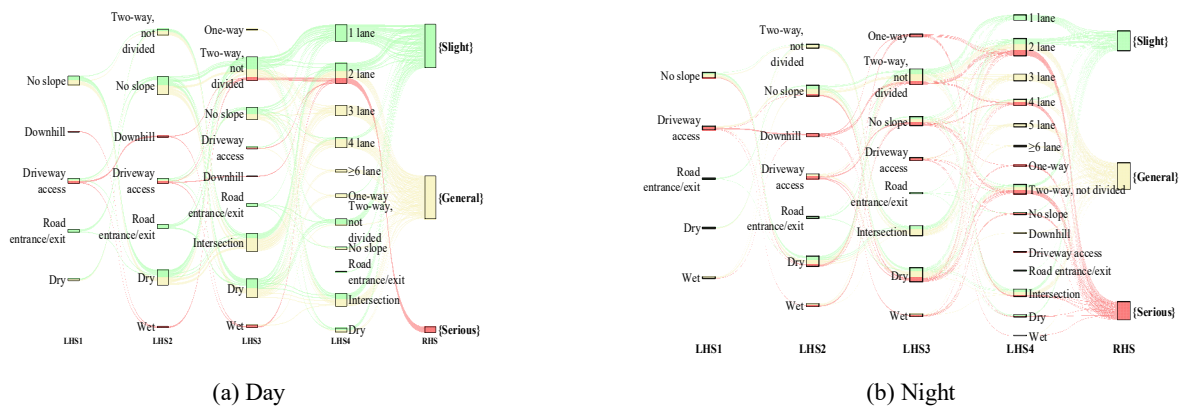 Two-way,
not
divided
No slope
Downhill
Driveway
access
Road
entrance/exit
Dry
LHS1
No slope
Downhill
Driveway
access
Road
entrance/exit
Dry
Wet
LHS2
One-way
Two-way,
not
divided
No slope
Driveway
access
Downhill
Road
entrance/exit
Intersection
Dry
Wet
LHS3
1 lane
2 lane
3 lane
4 lane
≥6 lane
One-way
Two-way,
not
divided
No slope
Road
entrance/exit
Intersection
Dry
LHS4
{Slight}
{General}
{Serious}
RHS
(a) Day
No slope
Driveway
access
Road
entrance/exit
Dry
Wet
LHS1
Two-way,
not
divided
No slope
Downhill
Driveway
access
Road
entrance/exit
Dry
Wet
LHS2
One-way
Two-way,
not
divided
No slope
Driveway
access
Road
entrance/exit
Intersection
Dry
Wet
LHS3
1 lane
2 lane
3 lane
4 lane
5 lane
≥6 lane
One-way
Two-way, not divided
No slope
Downhill
Driveway access
Road entrance/exit
Intersection
Dry
Wet
LHS4
{Slight}
{General}
{Serious}
RHS
(b) Night